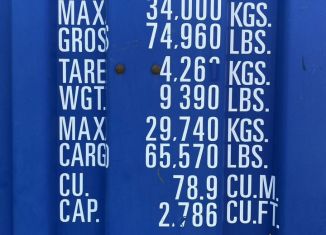 MAX. 34,000 KGS.
GROSS 74,960 LBS.
TARE 4,260 KGS.
WGT. 9 390 LBS.
MAX. 29.740 KGS.
CARGO 65.570 LBS.
CU. 78.9 CU.M.
CAP. 2.786 CU.FT.